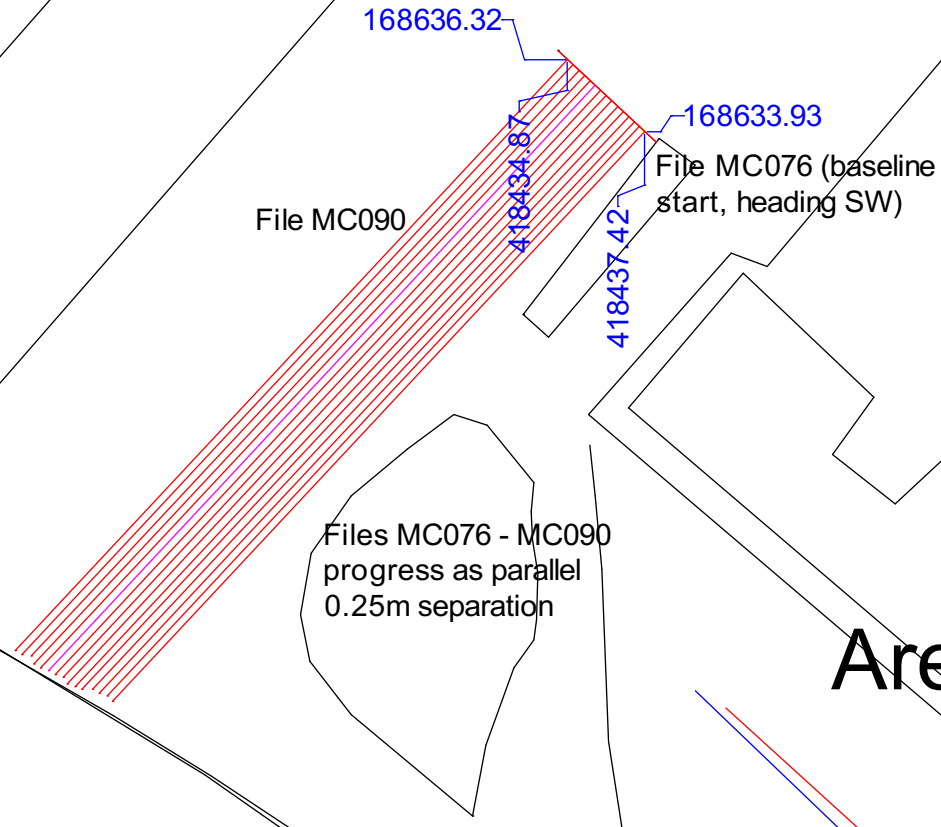 168636.32
168633.93
418434.87
File MC076 (baseline
start, heading SW)
File MC090
418437.42
Files MC076 - MC090
progress as parallel
0.25m separation
Are